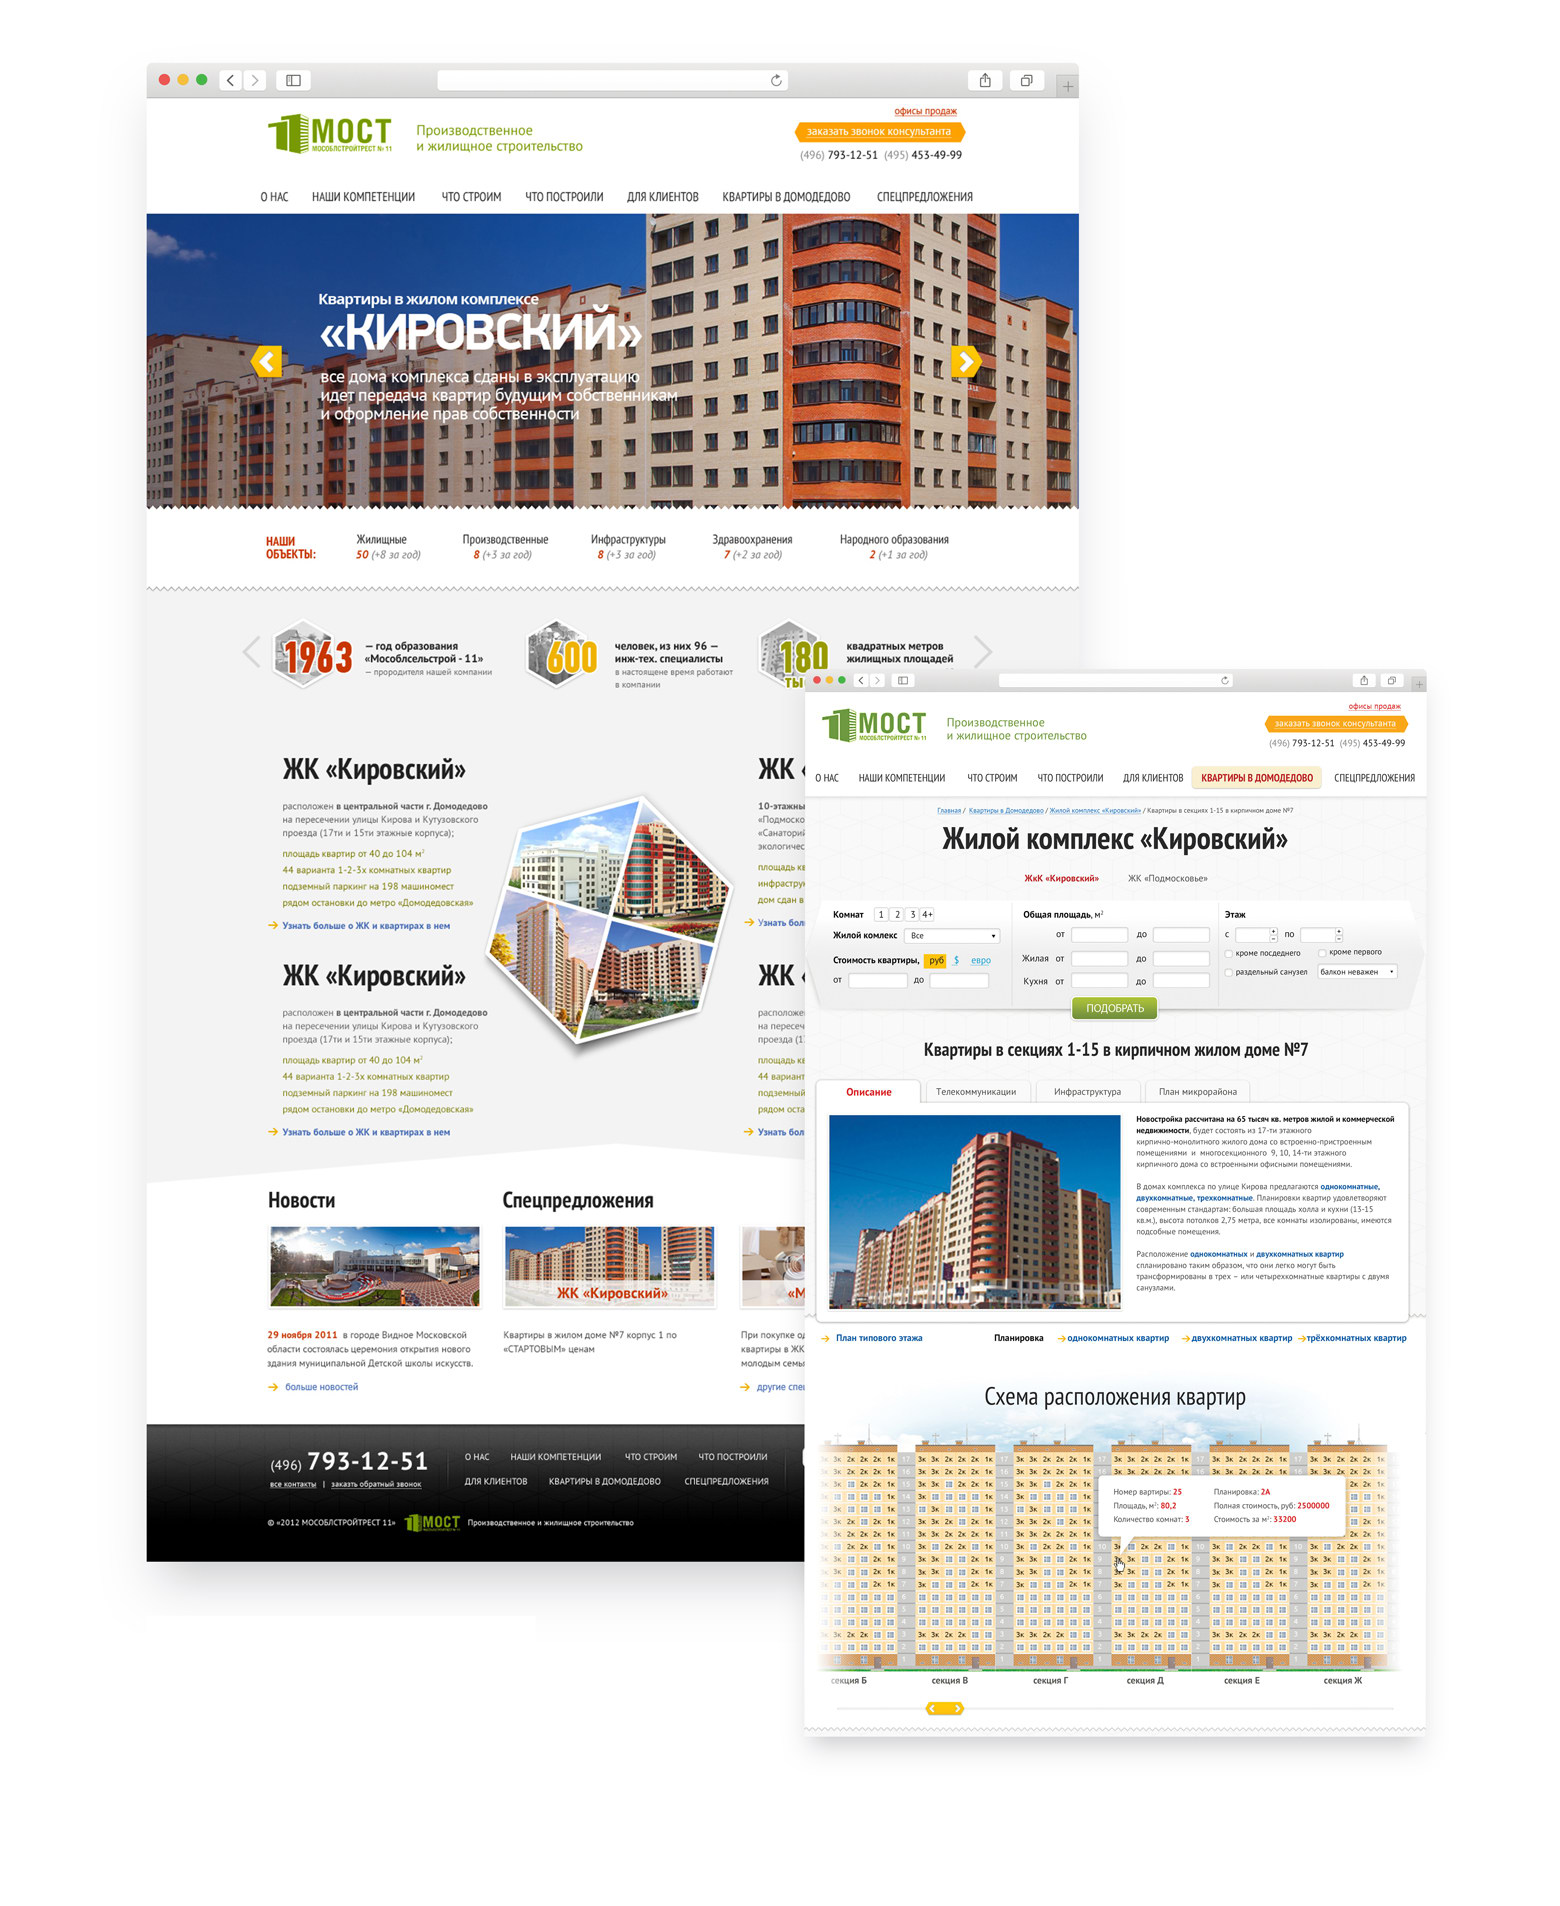 офисы продаж
МОСТ
МОСОБЛСТРОЙТРЕСТ № 11
Производственное
и жилищное строительство
заказать звонок консультанта
(496) 793-12-51 (495) 453-49-99
О НАС НАШИ КОМПЕТЕНЦИИ ЧТО СТРОИМ ЧТО ПОСТРОИЛИ ДЛЯ КЛИЕНТОВ КВАРТИРЫ В ДОМОДЕДОВО СПЕЦПРЕДЛОЖЕНИЯ
Квартиры в жилом комплексе
«КИРОВСКИЙ»
все дома комплекса сданы в эксплуатацию
идет передача квартир будущим собственникам
и оформление прав собственности
НАШИ
ОБЪЕКТЫ:
Жилищные
50 (+8 за год)
Производственные
8 (+3 за год)
Инфраструктуры
8 (+3 за год)
Здравоохранения
7 (+2 за год)
Народного образования
2 (+1 за год)
1963
— год образования
«Мособлсельстрой - 11»
— прородителя нашей компании
600
человек, из них 96 —
инж-тех. специалисты
в настоящее время работают
в компании
180
квадратных метров
жилищных площадей
ЖК «Кировский»
расположен в центральной части г. Домодедово
на пересечении улицы Кирова и Кутузовского
проезда (17ти и 15ти этажные корпуса);
площадь квартир от 40 до 104 м²
44 варианта 1-2-3х комнатных квартир
подземный паркинг на 198 машиномест
рядом остановки до метро «Домодедовская»
Узнать больше о ЖК и квартирах в нем
ЖК
10-этажны
«Подмоско
«Санаторий
экологичес
площадь кв
инфраструк
дом сдан в
Узнать бол
ЖК «Кировский»
расположен в центральной части г. Домодедово
на пересечении улицы Кирова и Кутузовского
проезда (17ти и 15ти этажные корпуса);
площадь квартир от 40 до 104 м²
44 варианта 1-2-3х комнатных квартир
подземный паркинг на 198 машиномест
рядом остановки до метро «Домодедовская»
Узнать больше о ЖК и квартирах в нем
ЖК
расположен
на пересече
проезда (1
площадь кв
44 вариант
подземный
рядом оста
Узнать бол
Новости
29 ноября 2011 в городе Видное Московской
области состоялась церемония открытия нового
здания муниципальной Детской школы искусств.
больше новостей
Спецпредложения
ЖК «Кировский»
Квартиры в жилом доме №7 корпус 1 по
«СТАРТОВЫМ» ценам
«М
При покупке од
квартиры в ЖК
молодым семья
другие спец
(496) 793-12-51
все контакты | заказть обратный звонок
О НАС НАШИ КОМПЕТЕНЦИИ ЧТО СТРОИМ ЧТО ПОСТРОИЛИ
ДЛЯ КЛИЕНТОВ КВАРТИРЫ В ДОМОДЕДОВО СПЕЦПРЕДЛОЖЕНИЯ
© «2012 МОСОБЛСТРОЙТРЕСТ 11» МОСТ Производственное и жилищное строительство
офисы продаж
МОСТ
МОСОБЛСТРОЙТРЕСТ № 11
Производственное
и жилищное строительство
заказать звонок консультанта
(496) 793-12-51 (495) 453-49-99
О НАС НАШИ КОМПЕТЕНЦИИ ЧТО СТРОИМ ЧТО ПОСТРОИЛИ ДЛЯ КЛИЕНТОВ КВАРТИРЫ В ДОМОДЕДОВО СПЕЦПРЕДЛОЖЕНИЯ
Главная / Квартиры в Домодедово / Жилой комплекс «Кировский» / Квартиры в секциях 1-15 в кирпичном доме №7
Жилой комплекс «Кировский»
ЖкК «Кировский» ЖК «Подмосковье»
Комнат 1 2 3 4+
Жилой комлекс Все
Стоимость квартиры, руб $ евро
от до
Общая площадь, м²
от до
Жилая от до
Кухня от до
Этаж
с по
кроме посдеднего кроме первого
раздельный санузел балкон неважен
ПОДОБРАТЬ
Квартиры в секциях 1-15 в кирпичном жилом доме №7
Описание Телекоммуникации Инфраструктура План микрорайона
Новостройка рассчитана на 65 тысяч кв. метров жилой и коммерческой
недвижимости, будет состоять из 17-ти этажного
кирпично-монолитного жилого дома со встроенно-пристроенным
помещениями и многосекционного 9, 10, 14-ти этажного
кирпичного дома со встроенными офисными помещениями.
В домах комплекса по улице Кирова предлагаются однокомнатные,
двухкомнатные, трехкомнатные. Планировки квартир удовлетворяют
современным стандартам: большая площадь холла и кухни (13-15
кв.м.), высота потолков 2,75 метра, все комнаты изолированы, имеются
подобные помещения.
Расположение однокомнатных и двухкомнатных квартир
спланировано таким образом, что они легко могут быть
трансформированы в трех – или четырехкомнатные квартиры с двумя
санузлами.
План типового этажа Планировка однокомнатных квартир двухкомнатных квартир трёхкомнатных квартир
Схема расположения квартир
Номер вартиры: 25 Планировка: 2А
Площадь, м²: 80,2 Полная стоимость, руб: 2500000
Количество комнат: 3 Стоимость за м²: 33200
секция Б секция В секция Г секция Д секция Е секция Ж